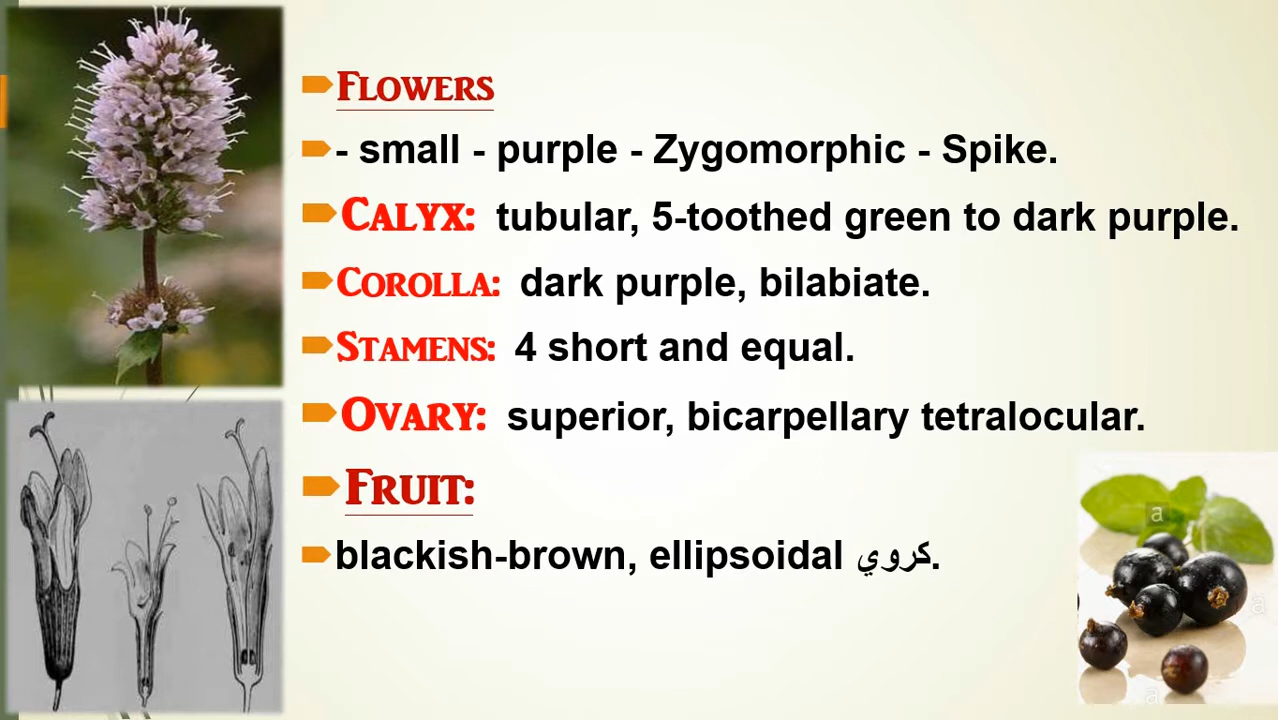 Flowers
- small - purple - Zygomorphic - Spike.
Calyx: tubular, 5-toothed green to dark purple.
Corolla: dark purple, bilabiate.
Stamens: 4 short and equal.
Ovary: superior, bicarpellary tetralocular.
Fruit:
blackish-brown, ellipsoidal كروي.
a
a
a